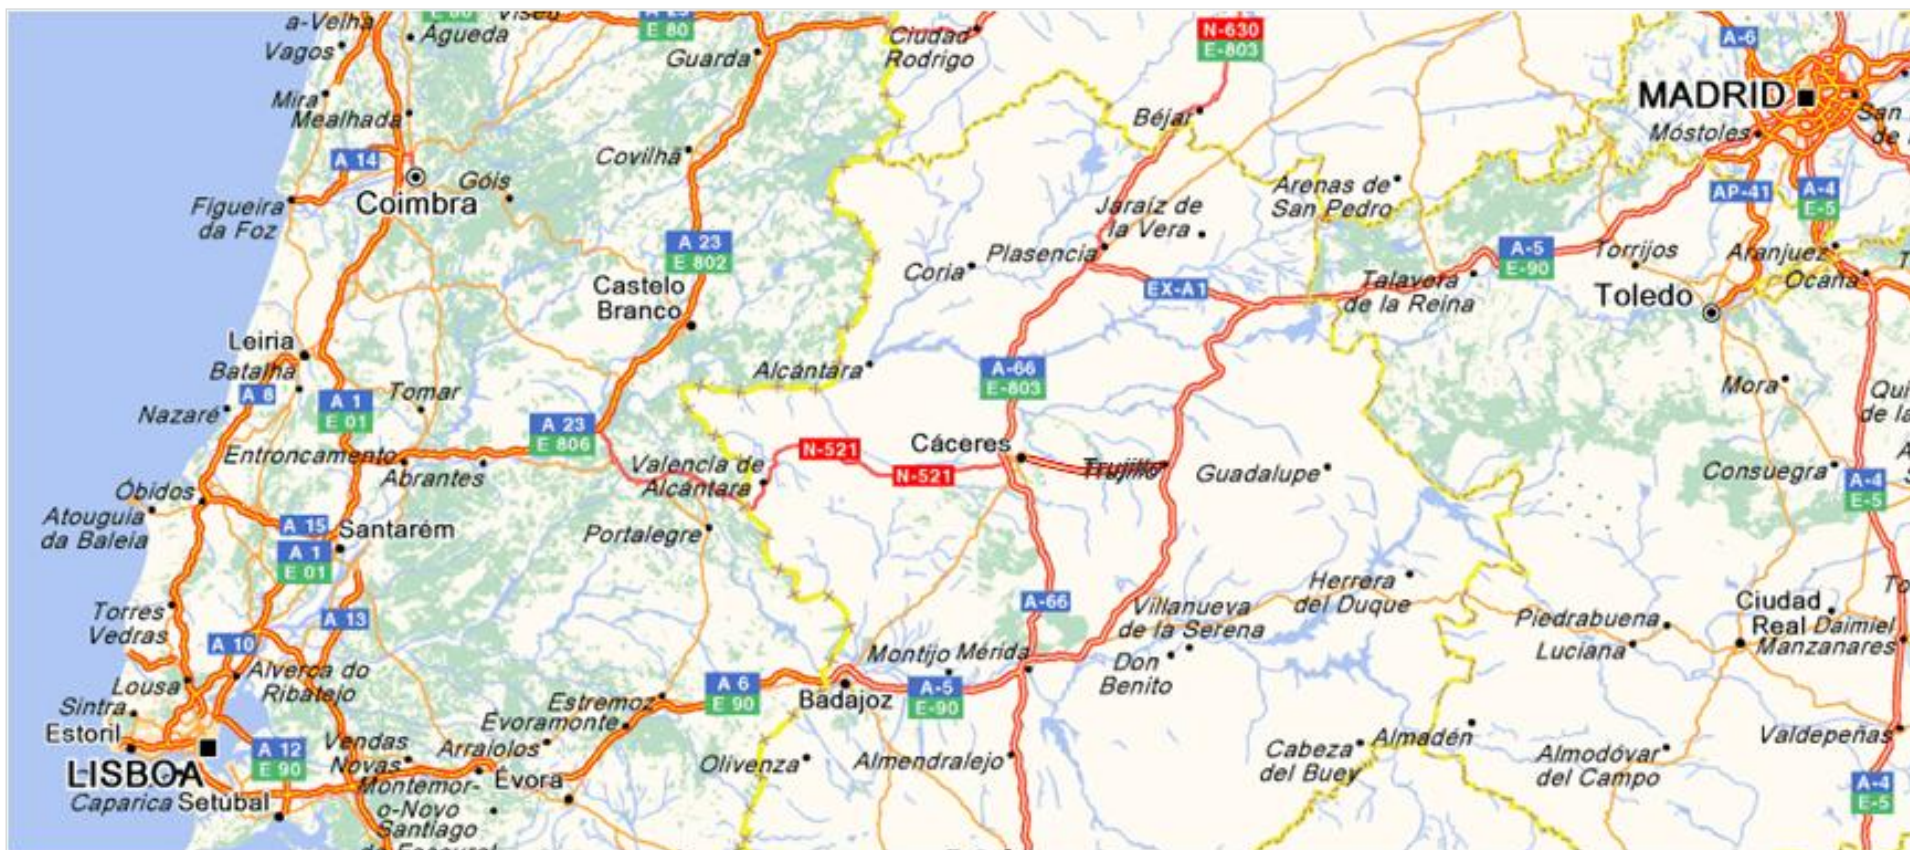 a-Velha
E 80
Viseu
A 25
E 80
Águeda
Vagos
Guarda
Ciudad
Rodrigo
N-630
E-803
A-6
MADRID
San
Mira
Mealhada
Béjar
Móstoles
A 14
Covilhã
Góis
Coimbra
Figueira
da Foz
Arenas de
San Pedro
AP-41
A-4
E-5
Jaraíz de
la Vera
A 23
E 802
Plasencia
Coria
A-5
E-90
Torrijos
Aranjuez
Ocaña
Castelo
Branco
EX-A1
Talavera
de la Reina
Toledo
Leiria
Batalha
Alcántara
A-66
E-803
Mora
A 8
Nazaré
A 1
E 01
Tomar
A 23
E 806
de la
Cáceres
N-521
N-521
Entroncamento
Abrantes
Valencia de
Alcántara
Trujillo
Guadalupe
Consuegra
A-4
E-5
Óbidos
Atouguia
da Baleia
A 15
Santarém
A 1
E 01
Portalegre
Herrera
del Duque
Torres
Vedras
A 13
A-66
Villanueva
de la Serena
Piedrabuena
Luciana
Ciudad
Real
Daimiel
Manzanares
A 10
Alverca do
Ribatejo
Lousa
Montijo
Mérida
Don
Benito
Sintra
Estoril
Estremoz
Evoramonte
A 6
E 90
Badajoz
A-5
E-90
Valdepeñas
A 12
E 90
Vendas
Novas
Arraiolos
LISBOA
Caparica
Setúbal
Montemor-
o-Novo
Évora
Olivenza
Almendralejo
Cabeza
del Buey
Almadén
Almodóvar
del Campo
A-4
E-5
Santiago